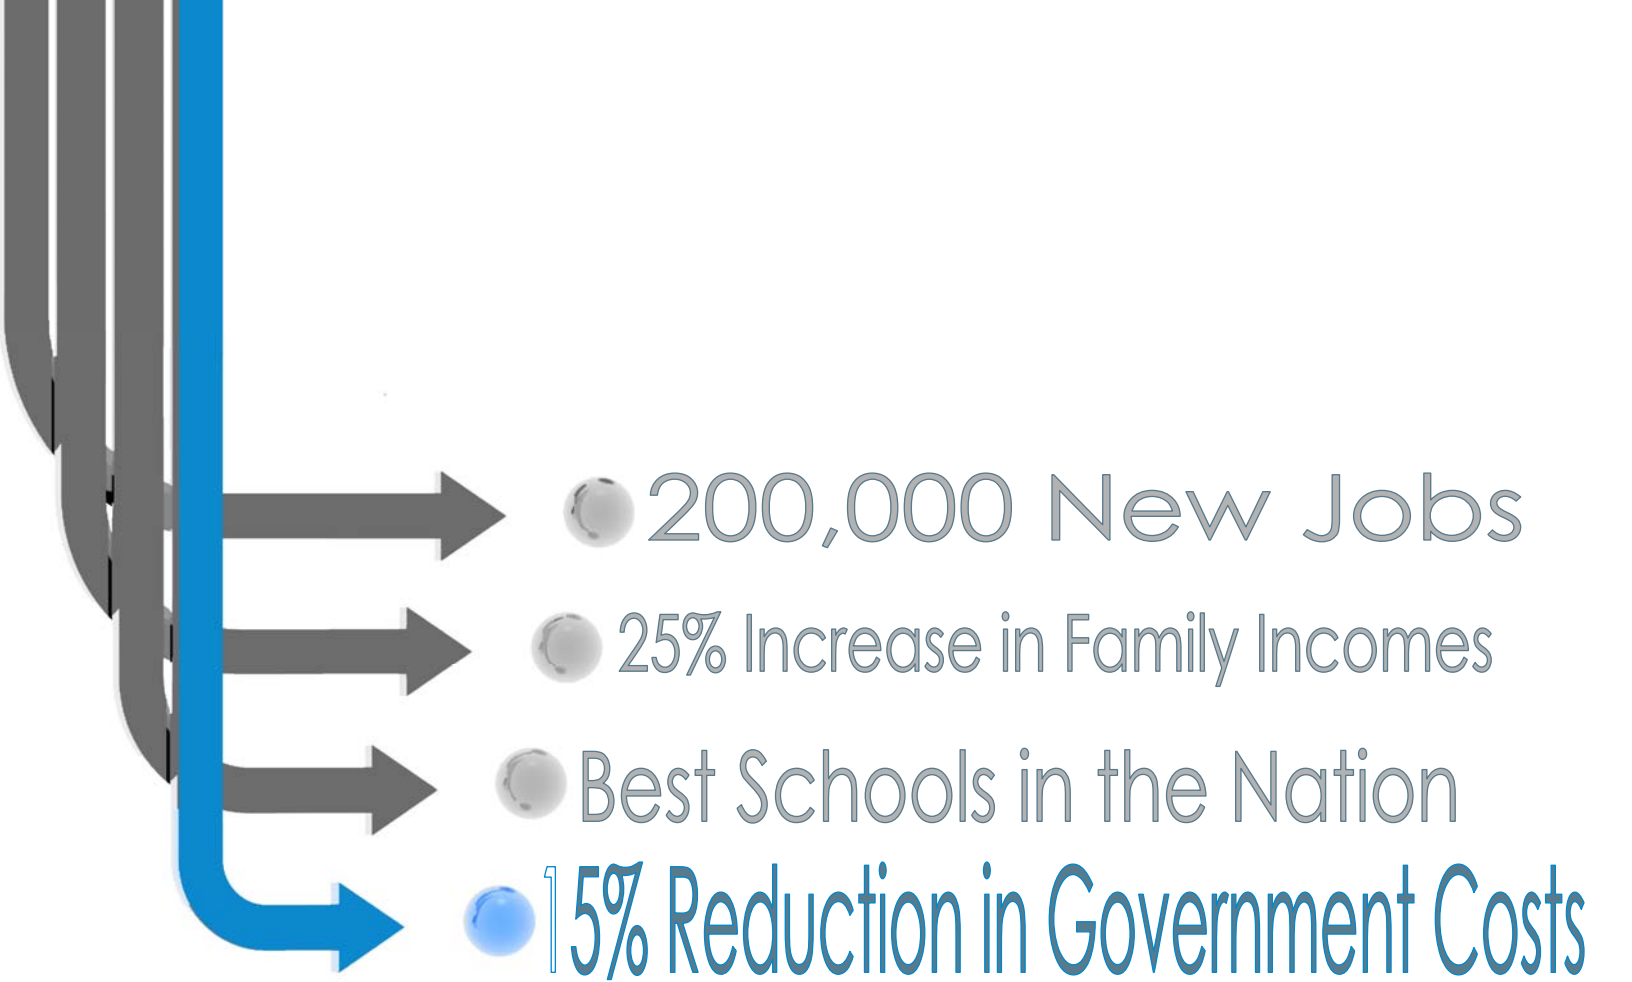 200,000 New Jobs
25% Increase in Family Incomes
Best Schools in the Nation
15% Reduction in Government Costs